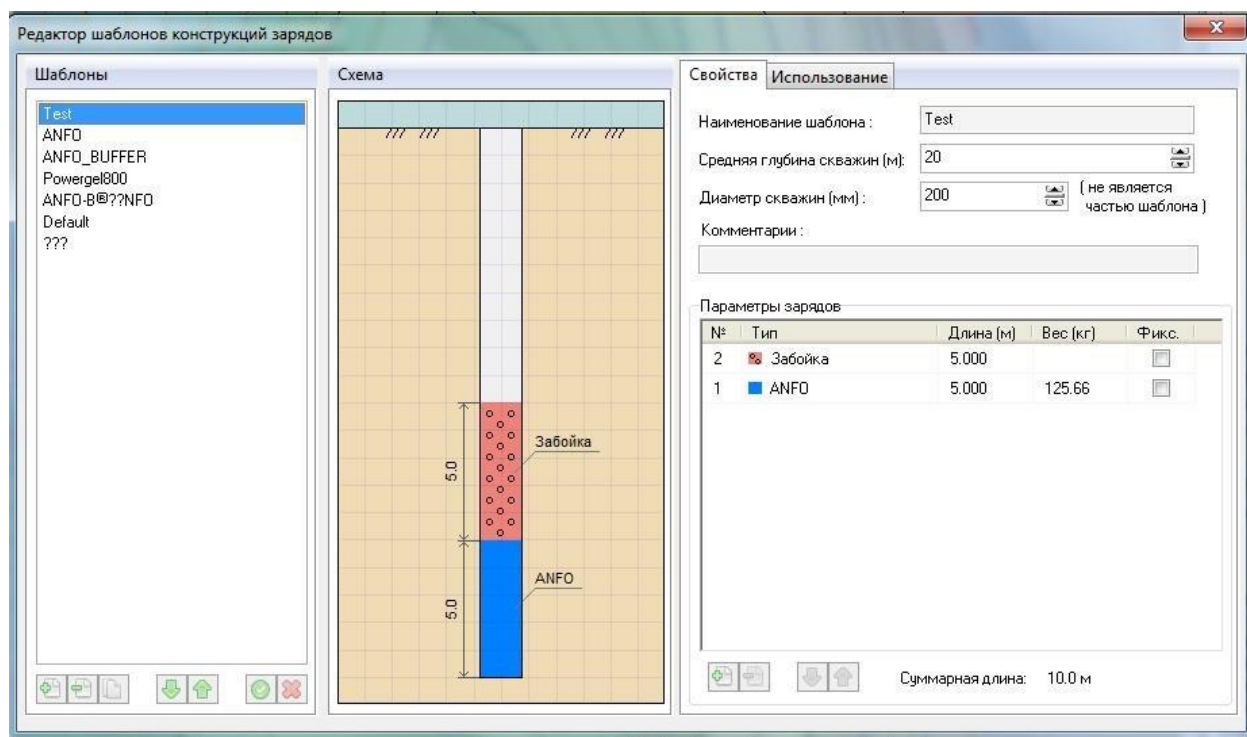 Редактор шаблонов конструкций зарядов
Шаблоны
Test
ANFO
ANFO_BUFFER
Powergel800
ANFO-B®??NFO
Default
???
Схема
5.0
Забойка
5.0
ANFO
Свойства Использование
Наименование шаблона : Test
Средняя глубина скважин (м): 20
Диаметр скважин (мм) : 200 ( не является
частью шаблона )
Комментарии :
Параметры зарядов
№ Тип Длина (м) Вес (кг) Фикс.
2 Забойка 5.000
1 ANFO 5.000 125.66
Суммарная длина: 10.0 м